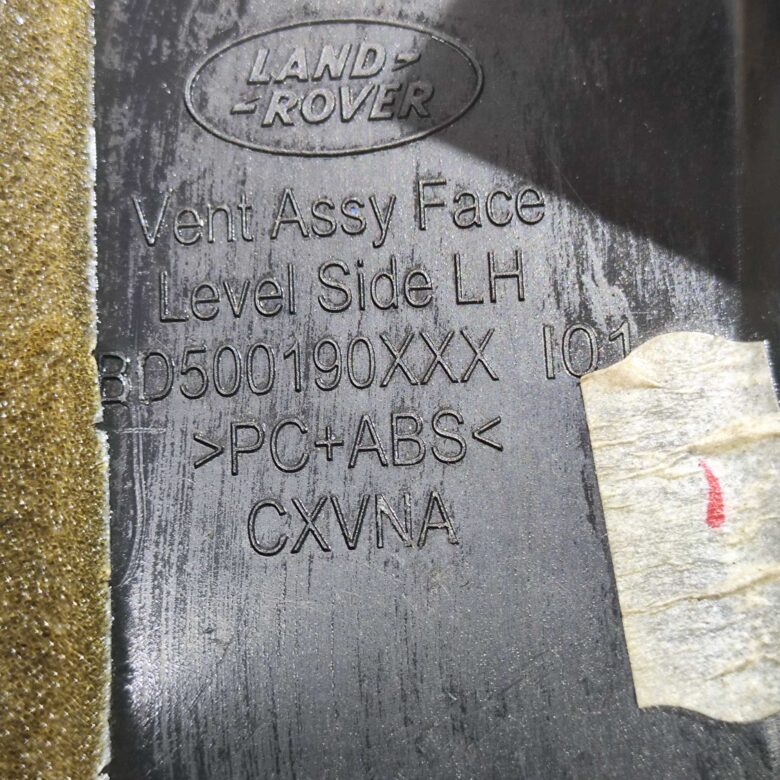 LAND-
-ROVER
Vent Assy Face
Level Side LH
BD500190XXX I01
>PC+ABS<
CXVNA